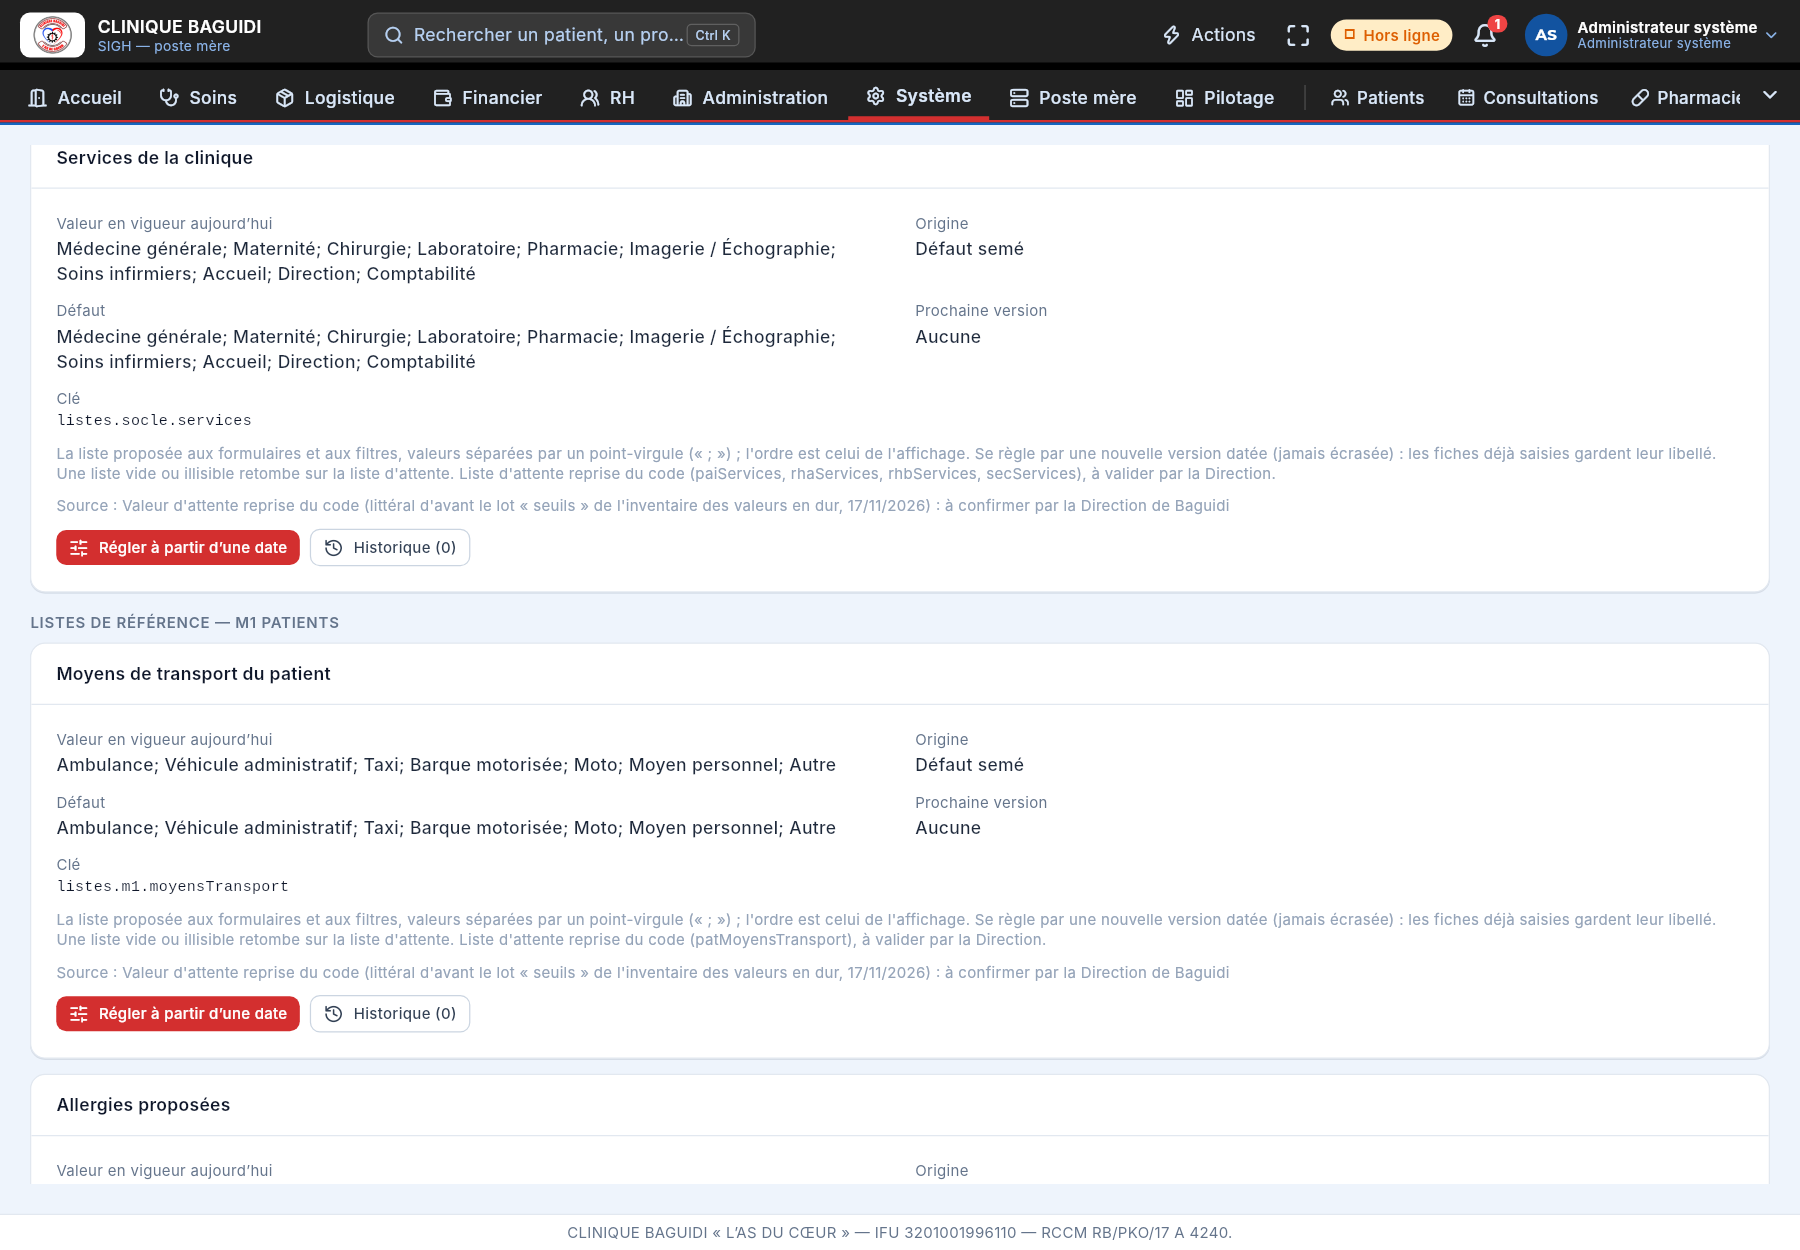 CLINIQUE BAGUIDI
SIGH — poste mère
Rechercher un patient, un pro... Ctrl K
Actions
Hors ligne
1
AS
Administrateur système
Administrateur système
Accueil Soins Logistique Financier RH Administration Système Poste mère Pilotage Patients Consultations Pharmacie
Services de la clinique
Valeur en vigueur aujourd’hui
Médecine générale; Maternité; Chirurgie; Laboratoire; Pharmacie; Imagerie / Échographie;
Soins infirmiers; Accueil; Direction; Comptabilité
Origine
Défaut semé
Défaut
Médecine générale; Maternité; Chirurgie; Laboratoire; Pharmacie; Imagerie / Échographie;
Soins infirmiers; Accueil; Direction; Comptabilité
Prochaine version
Aucune
Clé
listes.socle.services
La liste proposée aux formulaires et aux filtres, valeurs séparées par un point-virgule (« ; ») ; l'ordre est celui de l'affichage. Se règle par une nouvelle version datée (jamais écrasée) : les fiches déjà saisies gardent leur libellé.
Une liste vide ou illisible retombe sur la liste d'attente. Liste d'attente reprise du code (paiServices, rhaServices, rhbServices, secServices), à valider par la Direction.
Source : Valeur d'attente reprise du code (littéral d'avant le lot « seuils » de l'inventaire des valeurs en dur, 17/11/2026) : à confirmer par la Direction de Baguidi
Régler à partir d’une date Historique (0)
LISTES DE RÉFÉRENCE — M1 PATIENTS
Moyens de transport du patient
Valeur en vigueur aujourd’hui
Ambulance; Véhicule administratif; Taxi; Barque motorisée; Moto; Moyen personnel; Autre
Origine
Défaut semé
Défaut
Ambulance; Véhicule administratif; Taxi; Barque motorisée; Moto; Moyen personnel; Autre
Prochaine version
Aucune
Clé
listes.m1.moyensTransport
La liste proposée aux formulaires et aux filtres, valeurs séparées par un point-virgule (« ; ») ; l'ordre est celui de l'affichage. Se règle par une nouvelle version datée (jamais écrasée) : les fiches déjà saisies gardent leur libellé.
Une liste vide ou illisible retombe sur la liste d'attente. Liste d'attente reprise du code (patMoyensTransport), à valider par la Direction.
Source : Valeur d'attente reprise du code (littéral d'avant le lot « seuils » de l'inventaire des valeurs en dur, 17/11/2026) : à confirmer par la Direction de Baguidi
Régler à partir d’une date Historique (0)
Allergies proposées
Valeur en vigueur aujourd’hui
Origine
CLINIQUE BAGUIDI « L’AS DU CŒUR » — IFU 3201001996110 — RCCM RB/PKO/17 A 4240.